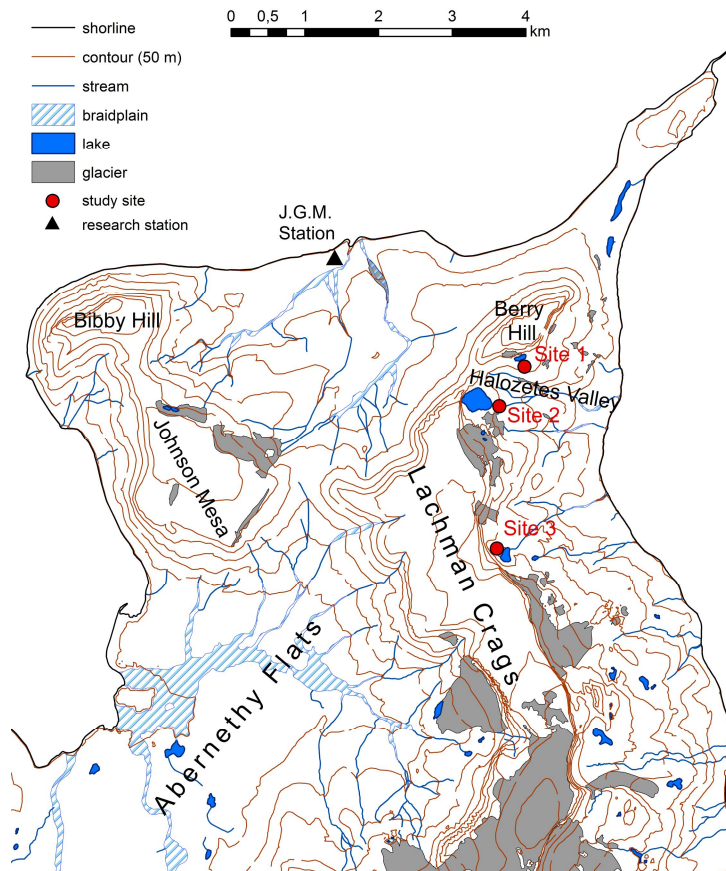 0 0,5 1 2 3 4
km
shorline
contour (50 m)
stream
braidplain
lake
glacier
study site
research station
J.G.M.
Station
Bibby Hill
Berry
Hill
Site 1
Halozetes Valley
Site 2
Johnson Mesa
Lachman Crags
Site 3
Abernethy Flats